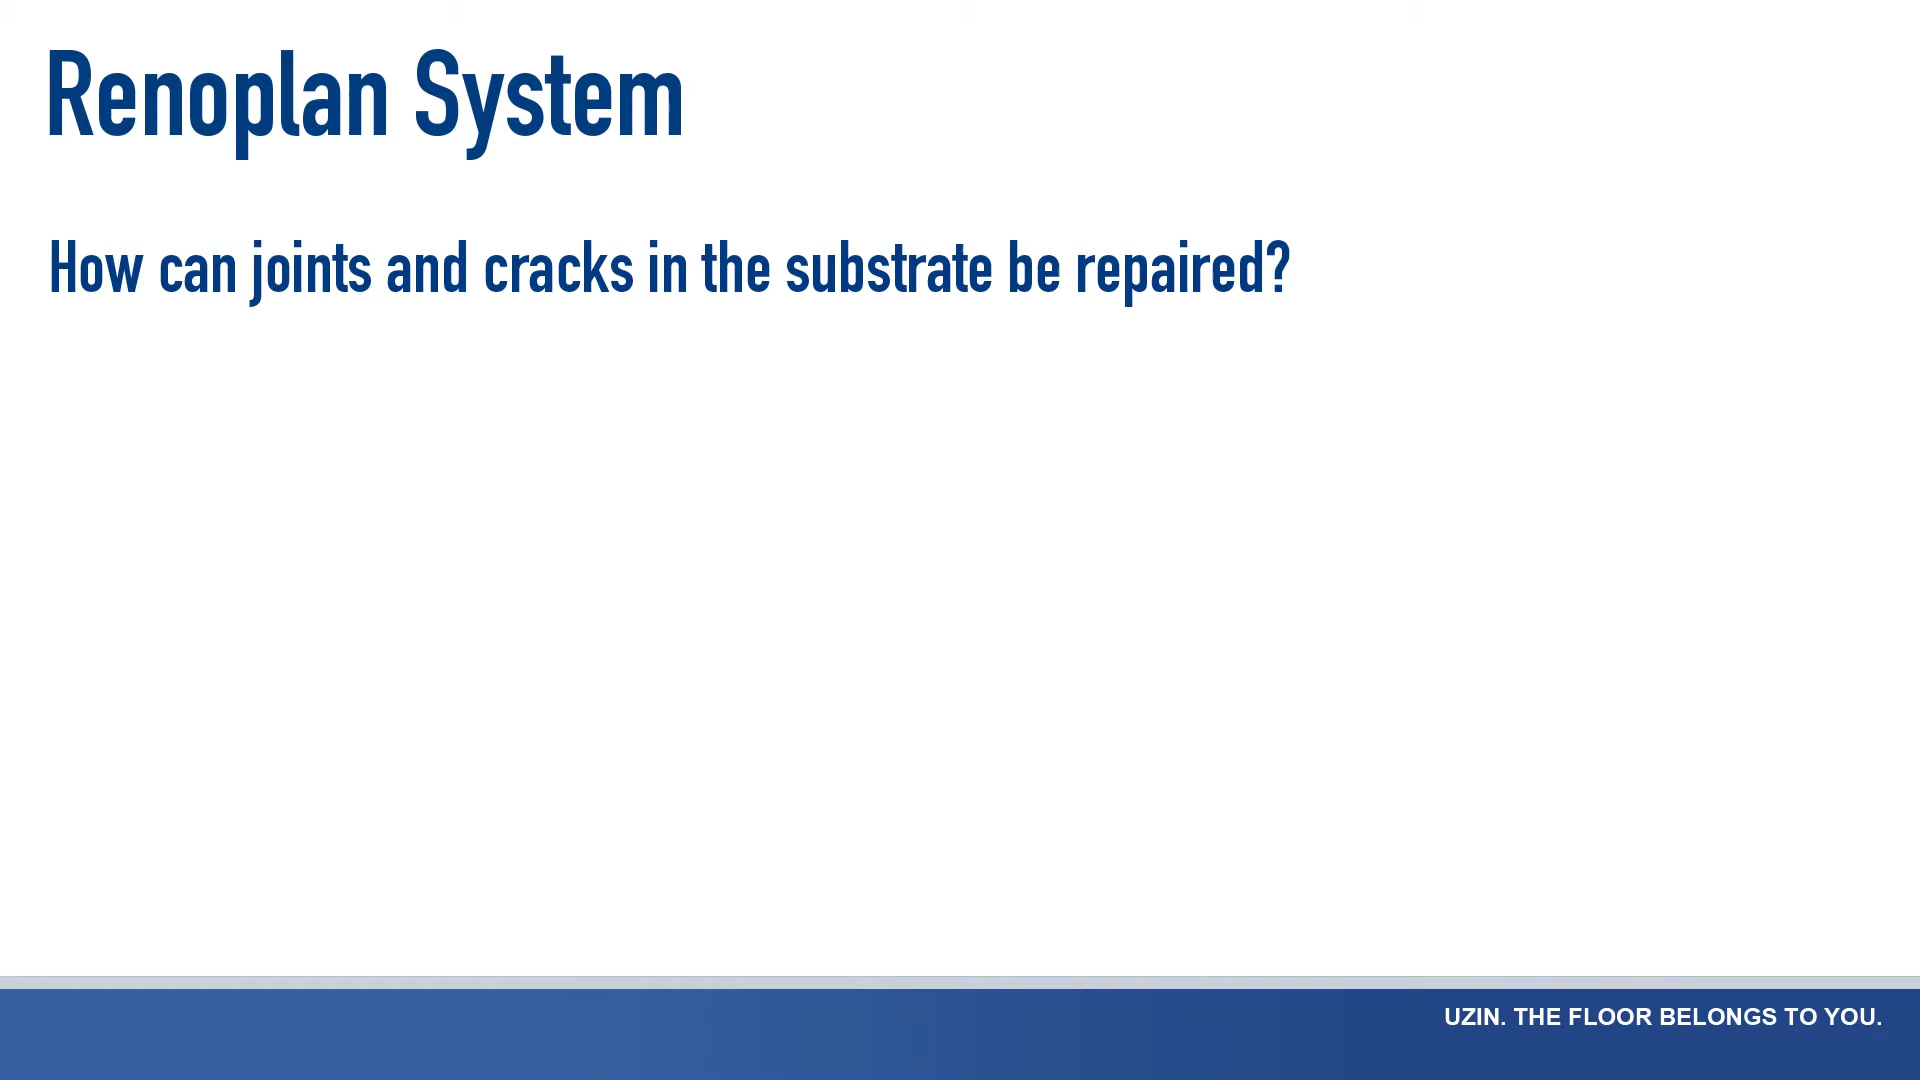 Renoplan System
How can joints and cracks in the substrate be repaired?
UZIN. THE FLOOR BELONGS TO YOU.